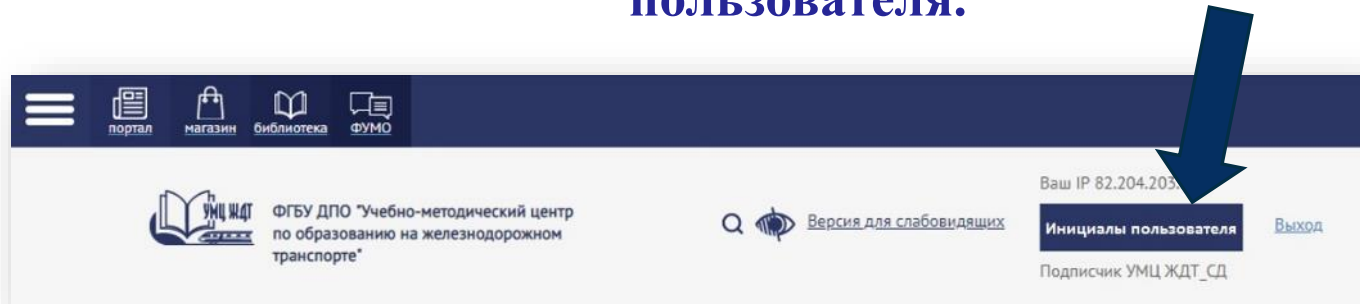 пользователя.
портал магазин библиотека ФУМО
Ваш IP 82.204.203.
УМЦ ЖДТ
ФГБУ ДПО "Учебно-методический центр
по образованию на железнодорожном
транспорте"
Версия для слабовидящих
Инициалы пользователя
Выход
Подписчик УМЦ ЖДТ_СД